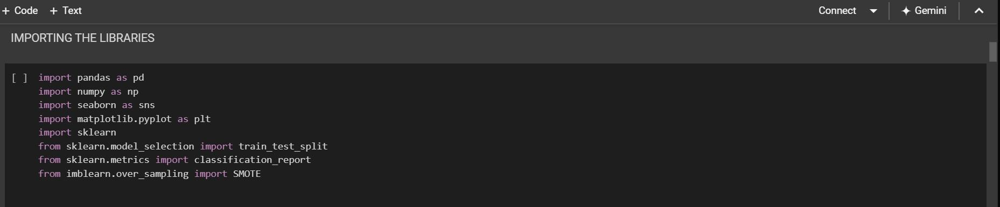 + Code + Text Connect Gemini
IMPORTING THE LIBRARIES
[ ] import pandas as pd
import numpy as np
import seaborn as sns
import matplotlib.pyplot as plt
import sklearn
from sklearn.model_selection import train_test_split
from sklearn.metrics import classification_report
from imblearn.over_sampling import SMOTE